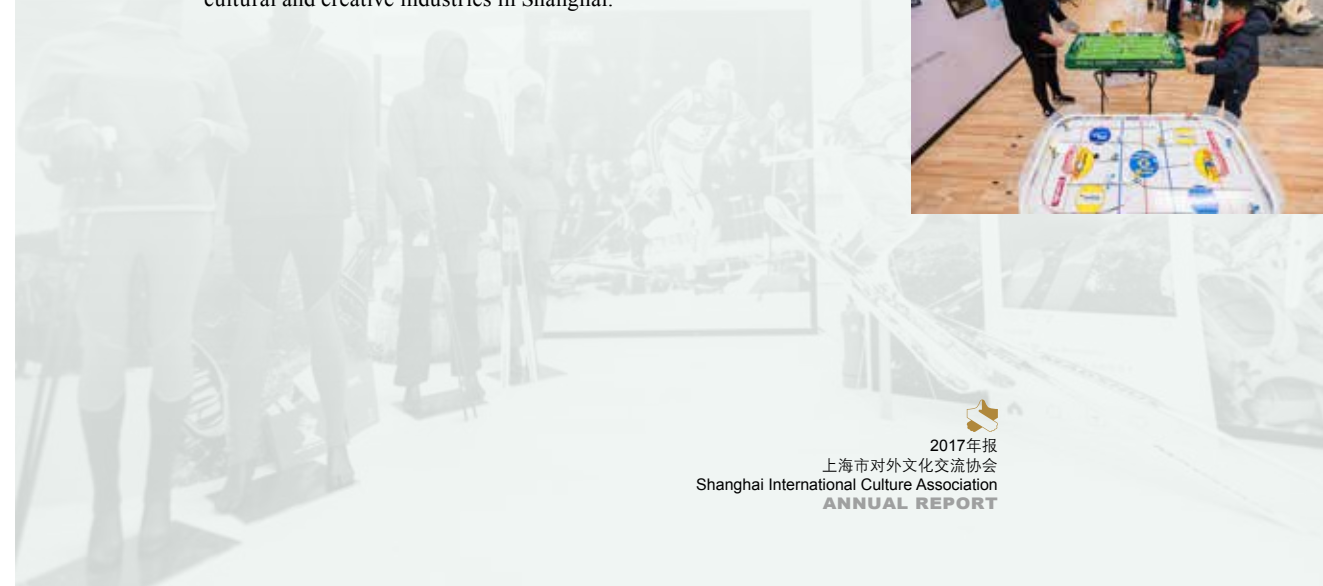 cultural and creative industries in Shanghai.
2017年报
上海市对外文化交流协会
Shanghai International Culture Association
ANNUAL REPORT